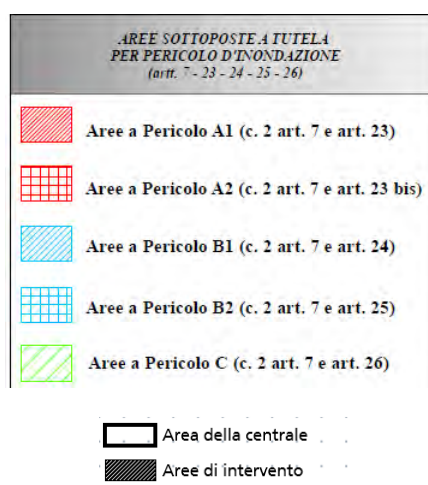 AREE SOTTOPOSTE A TUTELA
PER PERICOLO D'INONDAZIONE
(artt. 7 - 23 - 24 - 25 - 26)
Aree a Pericolo A1 (c. 2 art. 7 e art. 23)
Aree a Pericolo A2 (c. 2 art. 7 e art. 23 bis)
Aree a Pericolo B1 (c. 2 art. 7 e art. 24)
Aree a Pericolo B2 (c. 2 art. 7 e art. 25)
Aree a Pericolo C (c. 2 art. 7 e art. 26)
Area della centrale
Aree di intervento